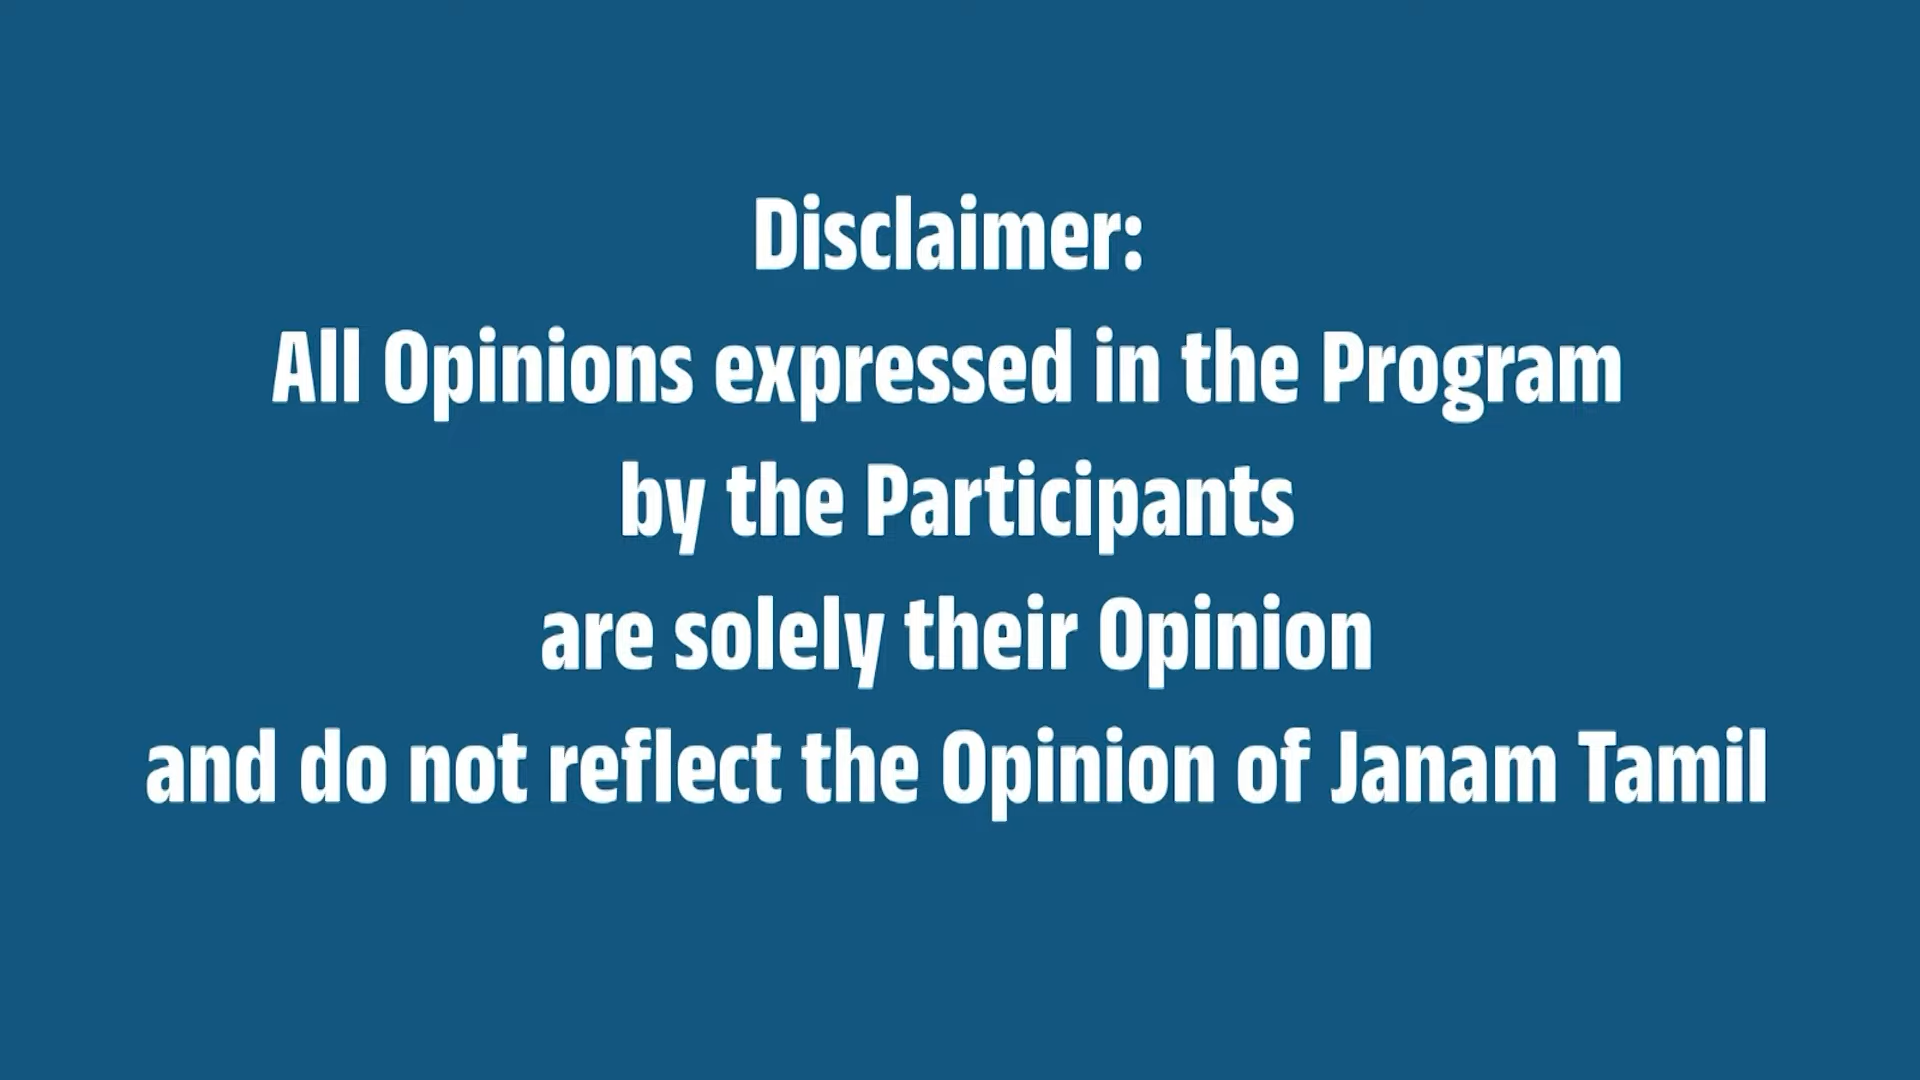 Disclaimer:
All Opinions expressed in the Program
by the Participants
are solely their Opinion
and do not reflect the Opinion of Janam Tamil